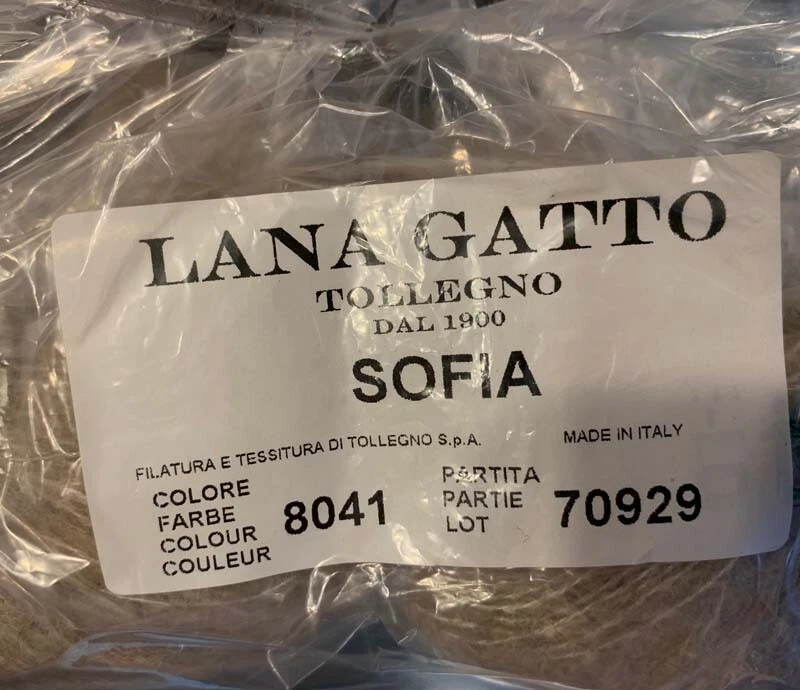 LANA GATTO
TOLLEGNO
DAL 1900
SOFIA
FILATURA E TESSITURA DI TOLLEGNO S.p.A.
MADE IN ITALY
COLORE
FARBE
COLOUR
COULEUR
8041
PARTITA
PARTIE
LOT
70929